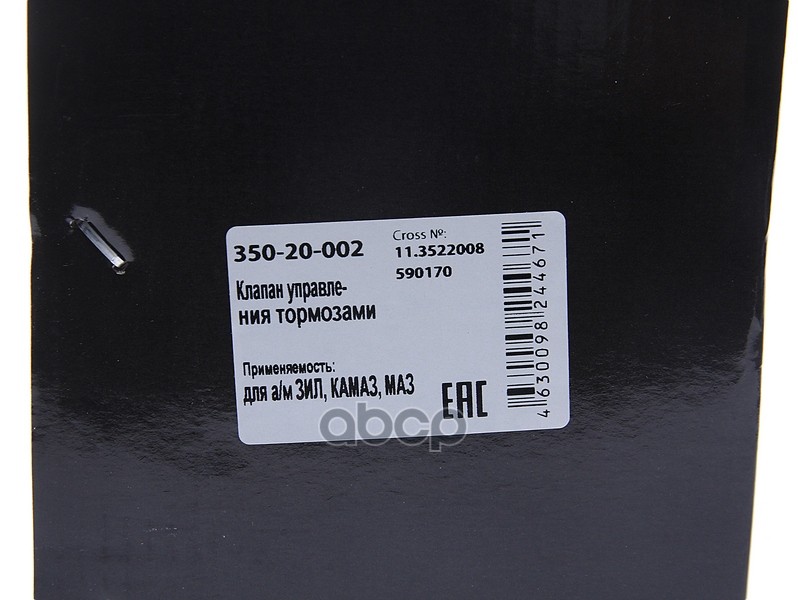 350-20-002
Cross №:
11.3522008
590170
Клапан управле-
ния тормозами
Применяемость:
для а/м ЗИЛ, КАМАЗ, МАЗ
EAC
4630098244671
abcp